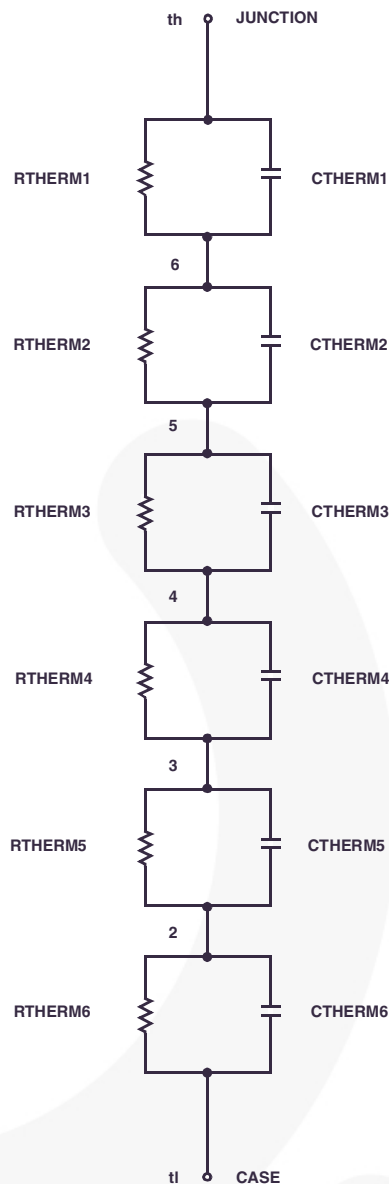 th JUNCTION
RTHERM1 CTHERM1
6
RTHERM2 CTHERM2
5
RTHERM3 CTHERM3
4
RTHERM4 CTHERM4
3
RTHERM5 CTHERM5
2
RTHERM6 CTHERM6
tl CASE